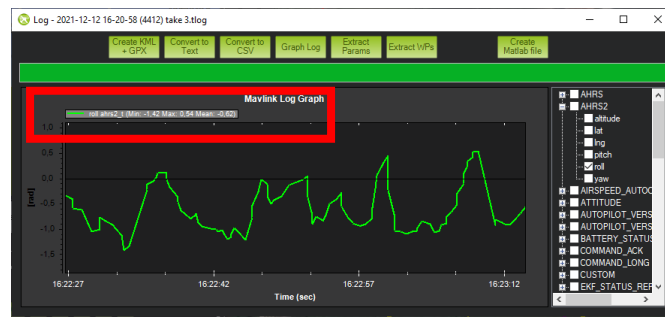 Log - 2021-12-12 16-20-58 (4412) take 3.tlog
Create KML + GPX
Convert to Text
Convert to CSV
Graph Log
Extract Params
Extract WPs
Create Matlab file
Mavlink Log Graph
roll ahrs2_t (Min: -1,42 Max: 0,54 Mean: -0,62)
1,0
0,5
0,0
-0,5
-1,0
-1,5
[rad]
16:22:27
16:22:42
16:22:57
16:23:12
Time (sec)
AHRS
AHRS2
altitude
lat
lng
pitch
roll
yaw
AIRSPEED_AUTOC
ATTITUDE
AUTOPILOT_VERS
AUTOPILOT_VERS
BATTERY_STATUS
COMMAND_ACK
COMMAND_LONG
CUSTOM
EKF_STATUS_REF